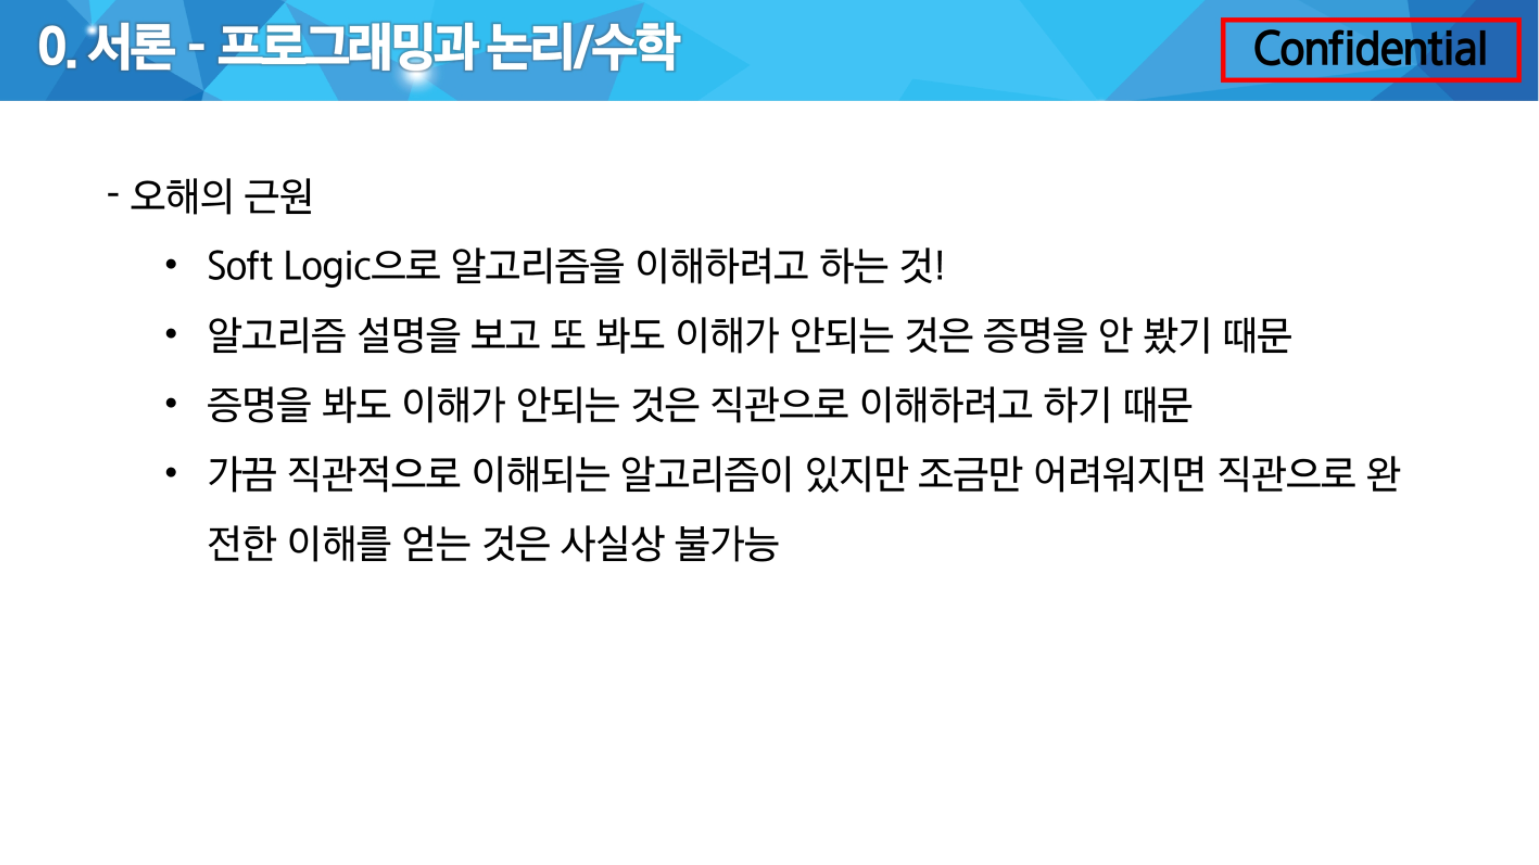 0. 서론 - 프로그래밍과 논리/수학
Confidential
- 오해의 근원
• Soft Logic으로 알고리즘을 이해하려고 하는 것!
• 알고리즘 설명을 보고 또 봐도 이해가 안되는 것은 증명을 안 봤기 때문
• 증명을 봐도 이해가 안되는 것은 직관으로 이해하려고 하기 때문
• 가끔 직관적으로 이해되는 알고리즘이 있지만 조금만 어려워지면 직관으로 완
전한 이해를 얻는 것은 사실상 불가능